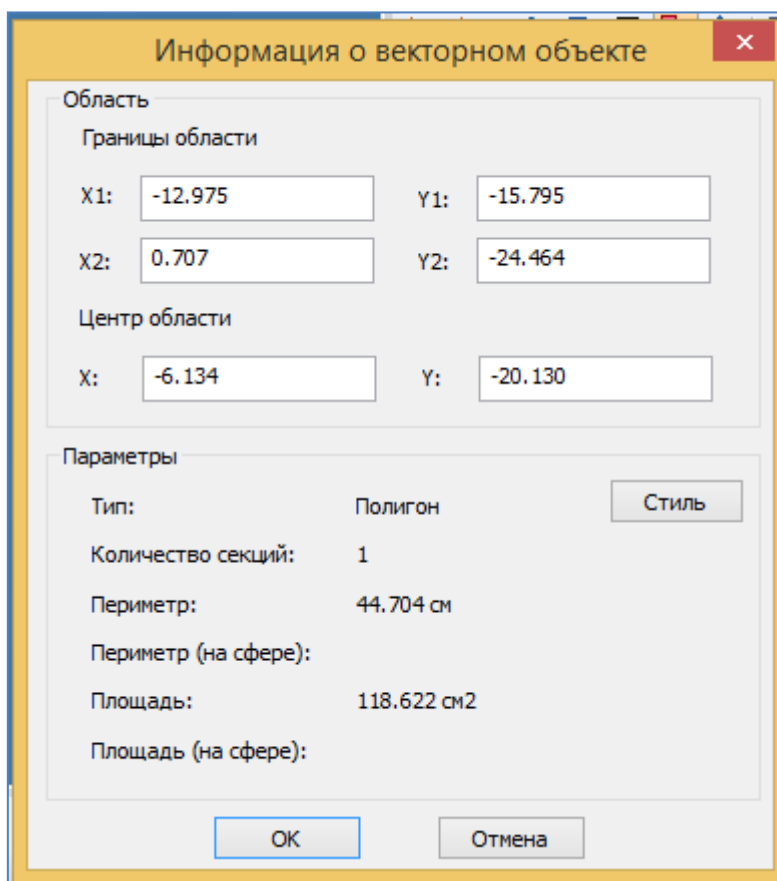 Информация о векторном объекте
Область
Границы области
X1: -12.975 Y1: -15.795
X2: 0.707 Y2: -24.464
Центр области
X: -6.134 Y: -20.130
Параметры
Тип: Полигон Стиль
Количество секций: 1
Периметр: 44.704 см
Периметр (на сфере):
Площадь: 118.622 см2
Площадь (на сфере):
OK Отмена